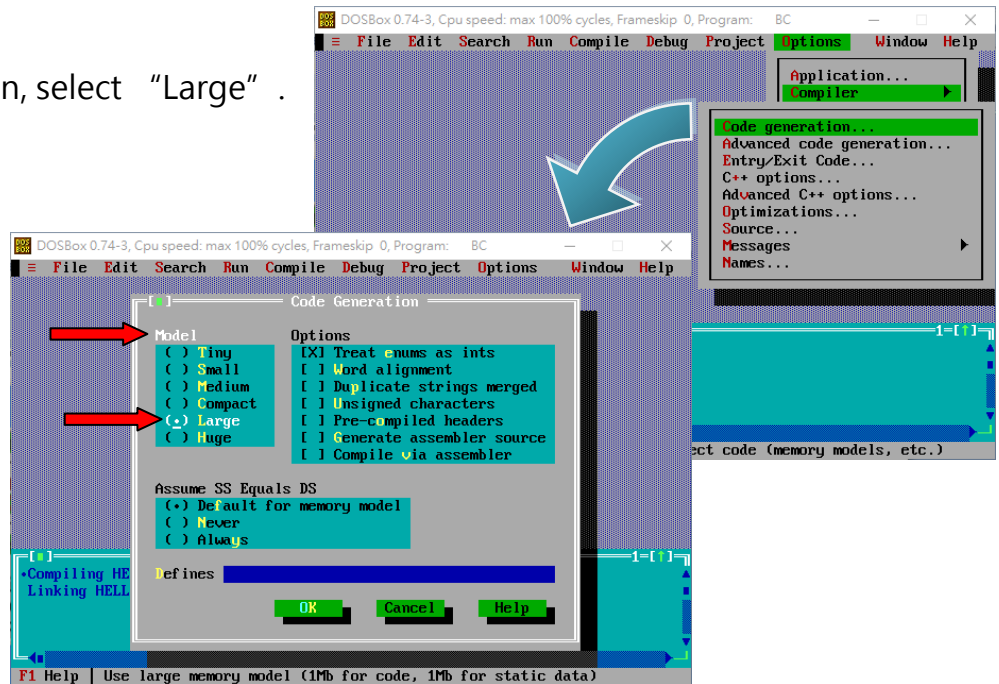 n, select “Large”.
DOSBox 0.74-3, Cpu speed: max 100% cycles, Frameskip 0, Program: BC
≡ File Edit Search Run Compile Debug Project Options Window Help
Application...
Compiler
Code generation...
Advanced code generation...
Entry/Exit Code...
C++ options...
Advanced C++ options...
Optimizations...
Source...
Messages
Names...
1=[↑]
ect code (memory models, etc.)
DOSBox 0.74-3, Cpu speed: max 100% cycles, Frameskip 0, Program: BC
≡ File Edit Search Run Compile Debug Project Options Window Help
Code Generation
Model
( ) Tiny
( ) Small
( ) Medium
( ) Compact
(•) Large
( ) Huge
Options
[X] Treat enums as ints
[ ] Word alignment
[ ] Duplicate strings merged
[ ] Unsigned characters
[ ] Pre-compiled headers
[ ] Generate assembler source
[ ] Compile via assembler
Assume SS Equals DS
(•) Default for memory model
( ) Never
( ) Always
Defines
OK Cancel Help
1=[↑]
•Compiling HE
Linking HELL
F1 Help | Use large memory model (1Mb for code, 1Mb for static data)